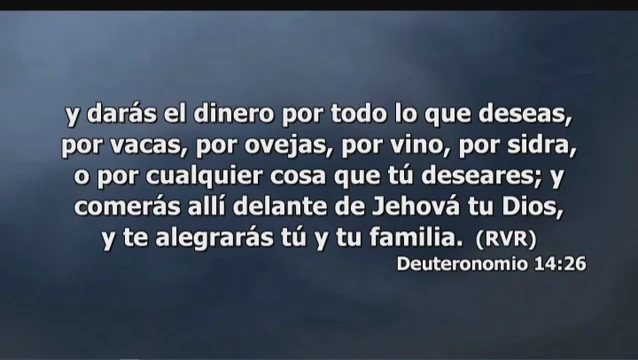 y darás el dinero por todo lo que deseas,
por vacas, por ovejas, por vino, por sidra,
o por cualquier cosa que tú deseares; y
comerás allí delante de Jehová tu Dios,
y te alegrarás tú y tu familia. (RVR)
Deuteronomio 14:26